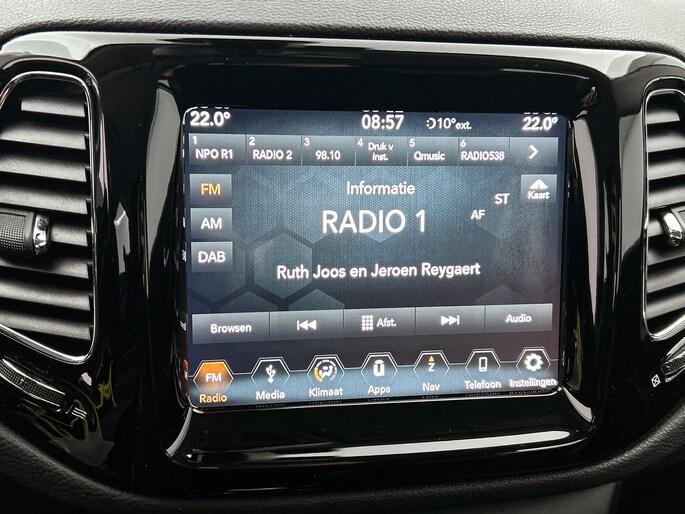 22.0° 08:57 10°ext. 22.0°
1 NPO R1 2 RADIO 2 3 98.10 4 Druk v inst. 5 Qmusic 6 RADIO538
FM Informatie ST Kaart
AM RADIO 1 AF
DAB
Ruth Joos en Jeroen Reygaert
Browsen Afst. Audio
FM Z
Radio Media Klimaat Apps Nav Telefoon Instellingen